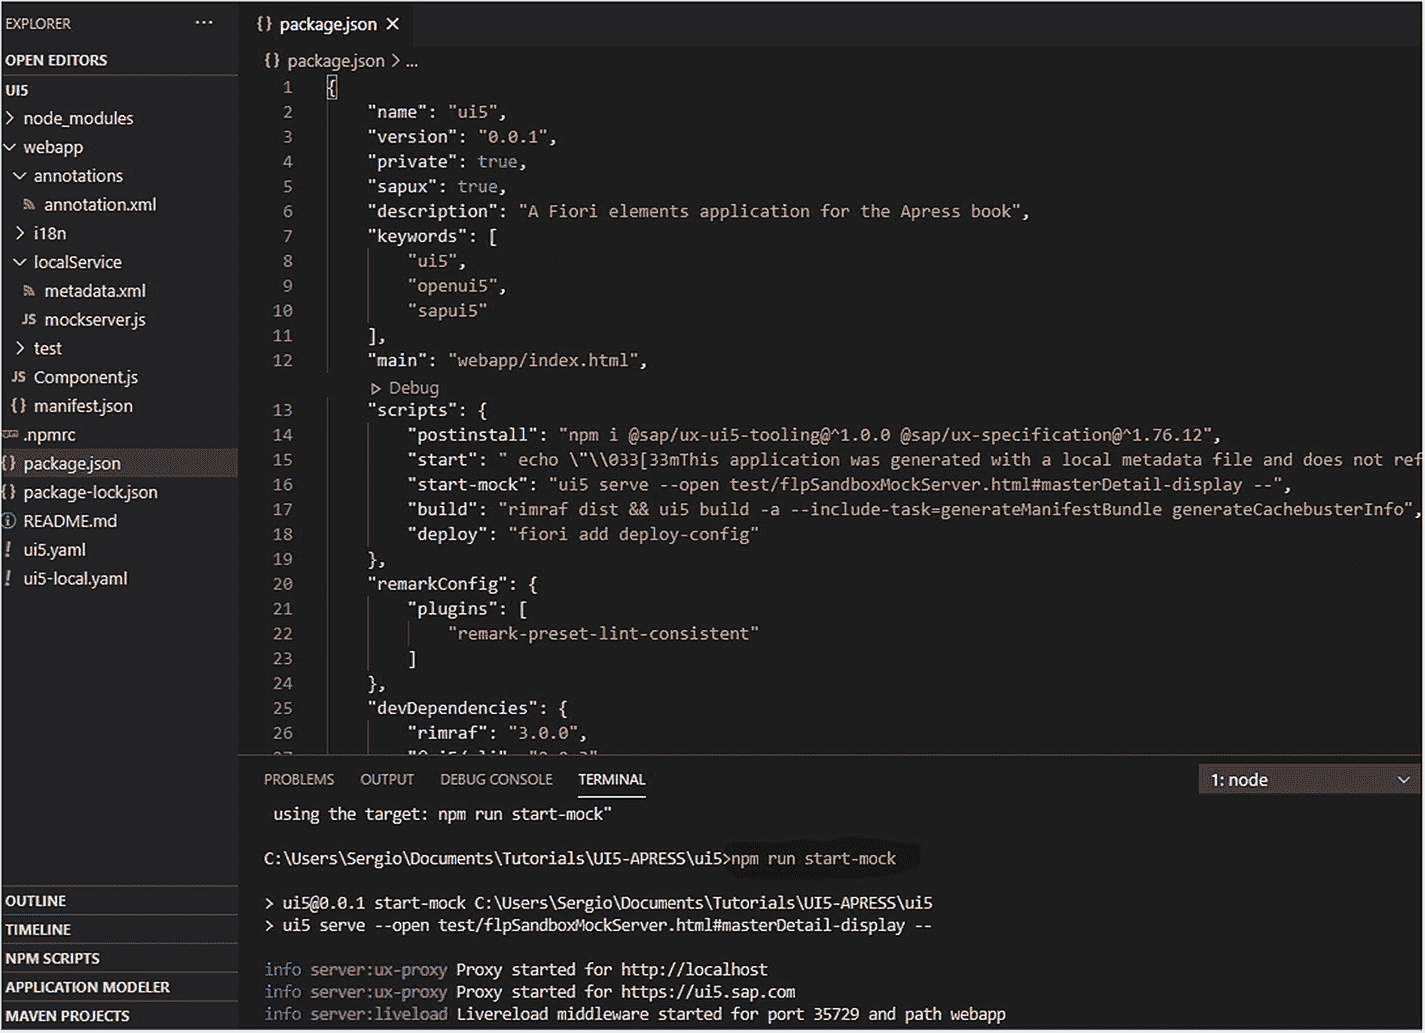 EXPLORER
...
OPEN EDITORS
UI5
node_modules
webapp
annotations
annotation.xml
i18n
localService
metadata.xml
JS mockserver.js
test
JS Component.js
{} manifest.json
.npmrc
{} package.json
{} package-lock.json
README.md
! ui5.yaml
! ui5-local.yaml
OUTLINE
TIMELINE
NPM SCRIPTS
APPLICATION MODELER
MAVEN PROJECTS
{} package.json ×
{} package.json > ...
1 {
2 "name": "ui5",
3 "version": "0.0.1",
4 "private": true,
5 "sapux": true,
6 "description": "A Fiori elements application for the Apress book",
7 "keywords": [
8 "ui5",
9 "openui5",
10 "sapui5"
11 ],
12 "main": "webapp/index.html",
Debug
13 "scripts": {
14 "postinstall": "npm i @sap/ux-ui5-tooling@^1.0.0 @sap/ux-specification@^1.76.12",
15 "start": " echo \"\\033[33mThis application was generated with a local metadata file and does not ref
16 "start-mock": "ui5 serve --open test/flpSandboxMockServer.html#masterDetail-display --",
17 "build": "rimraf dist && ui5 build -a --include-task=generateManifestBundle generateCachebusterInfo",
18 "deploy": "fiori add deploy-config"
19 },
20 "remarkConfig": {
21 "plugins": [
22 "remark-preset-lint-consistent"
23 ]
24 },
25 "devDependencies": {
26 "rimraf": "3.0.0",
PROBLEMS OUTPUT DEBUG CONSOLE TERMINAL 1: node
using the target: npm run start-mock"
C:\Users\Sergio\Documents\Tutorials\UI5-APRESS\ui5>npm run start-mock
> ui5@0.0.1 start-mock C:\Users\Sergio\Documents\Tutorials\UI5-APRESS\ui5
> ui5 serve --open test/flpSandboxMockServer.html#masterDetail-display --
info server:ux-proxy Proxy started for http://localhost
info server:ux-proxy Proxy started for https://ui5.sap.com
info server:liveload Livereload middleware started for port 35729 and path webapp